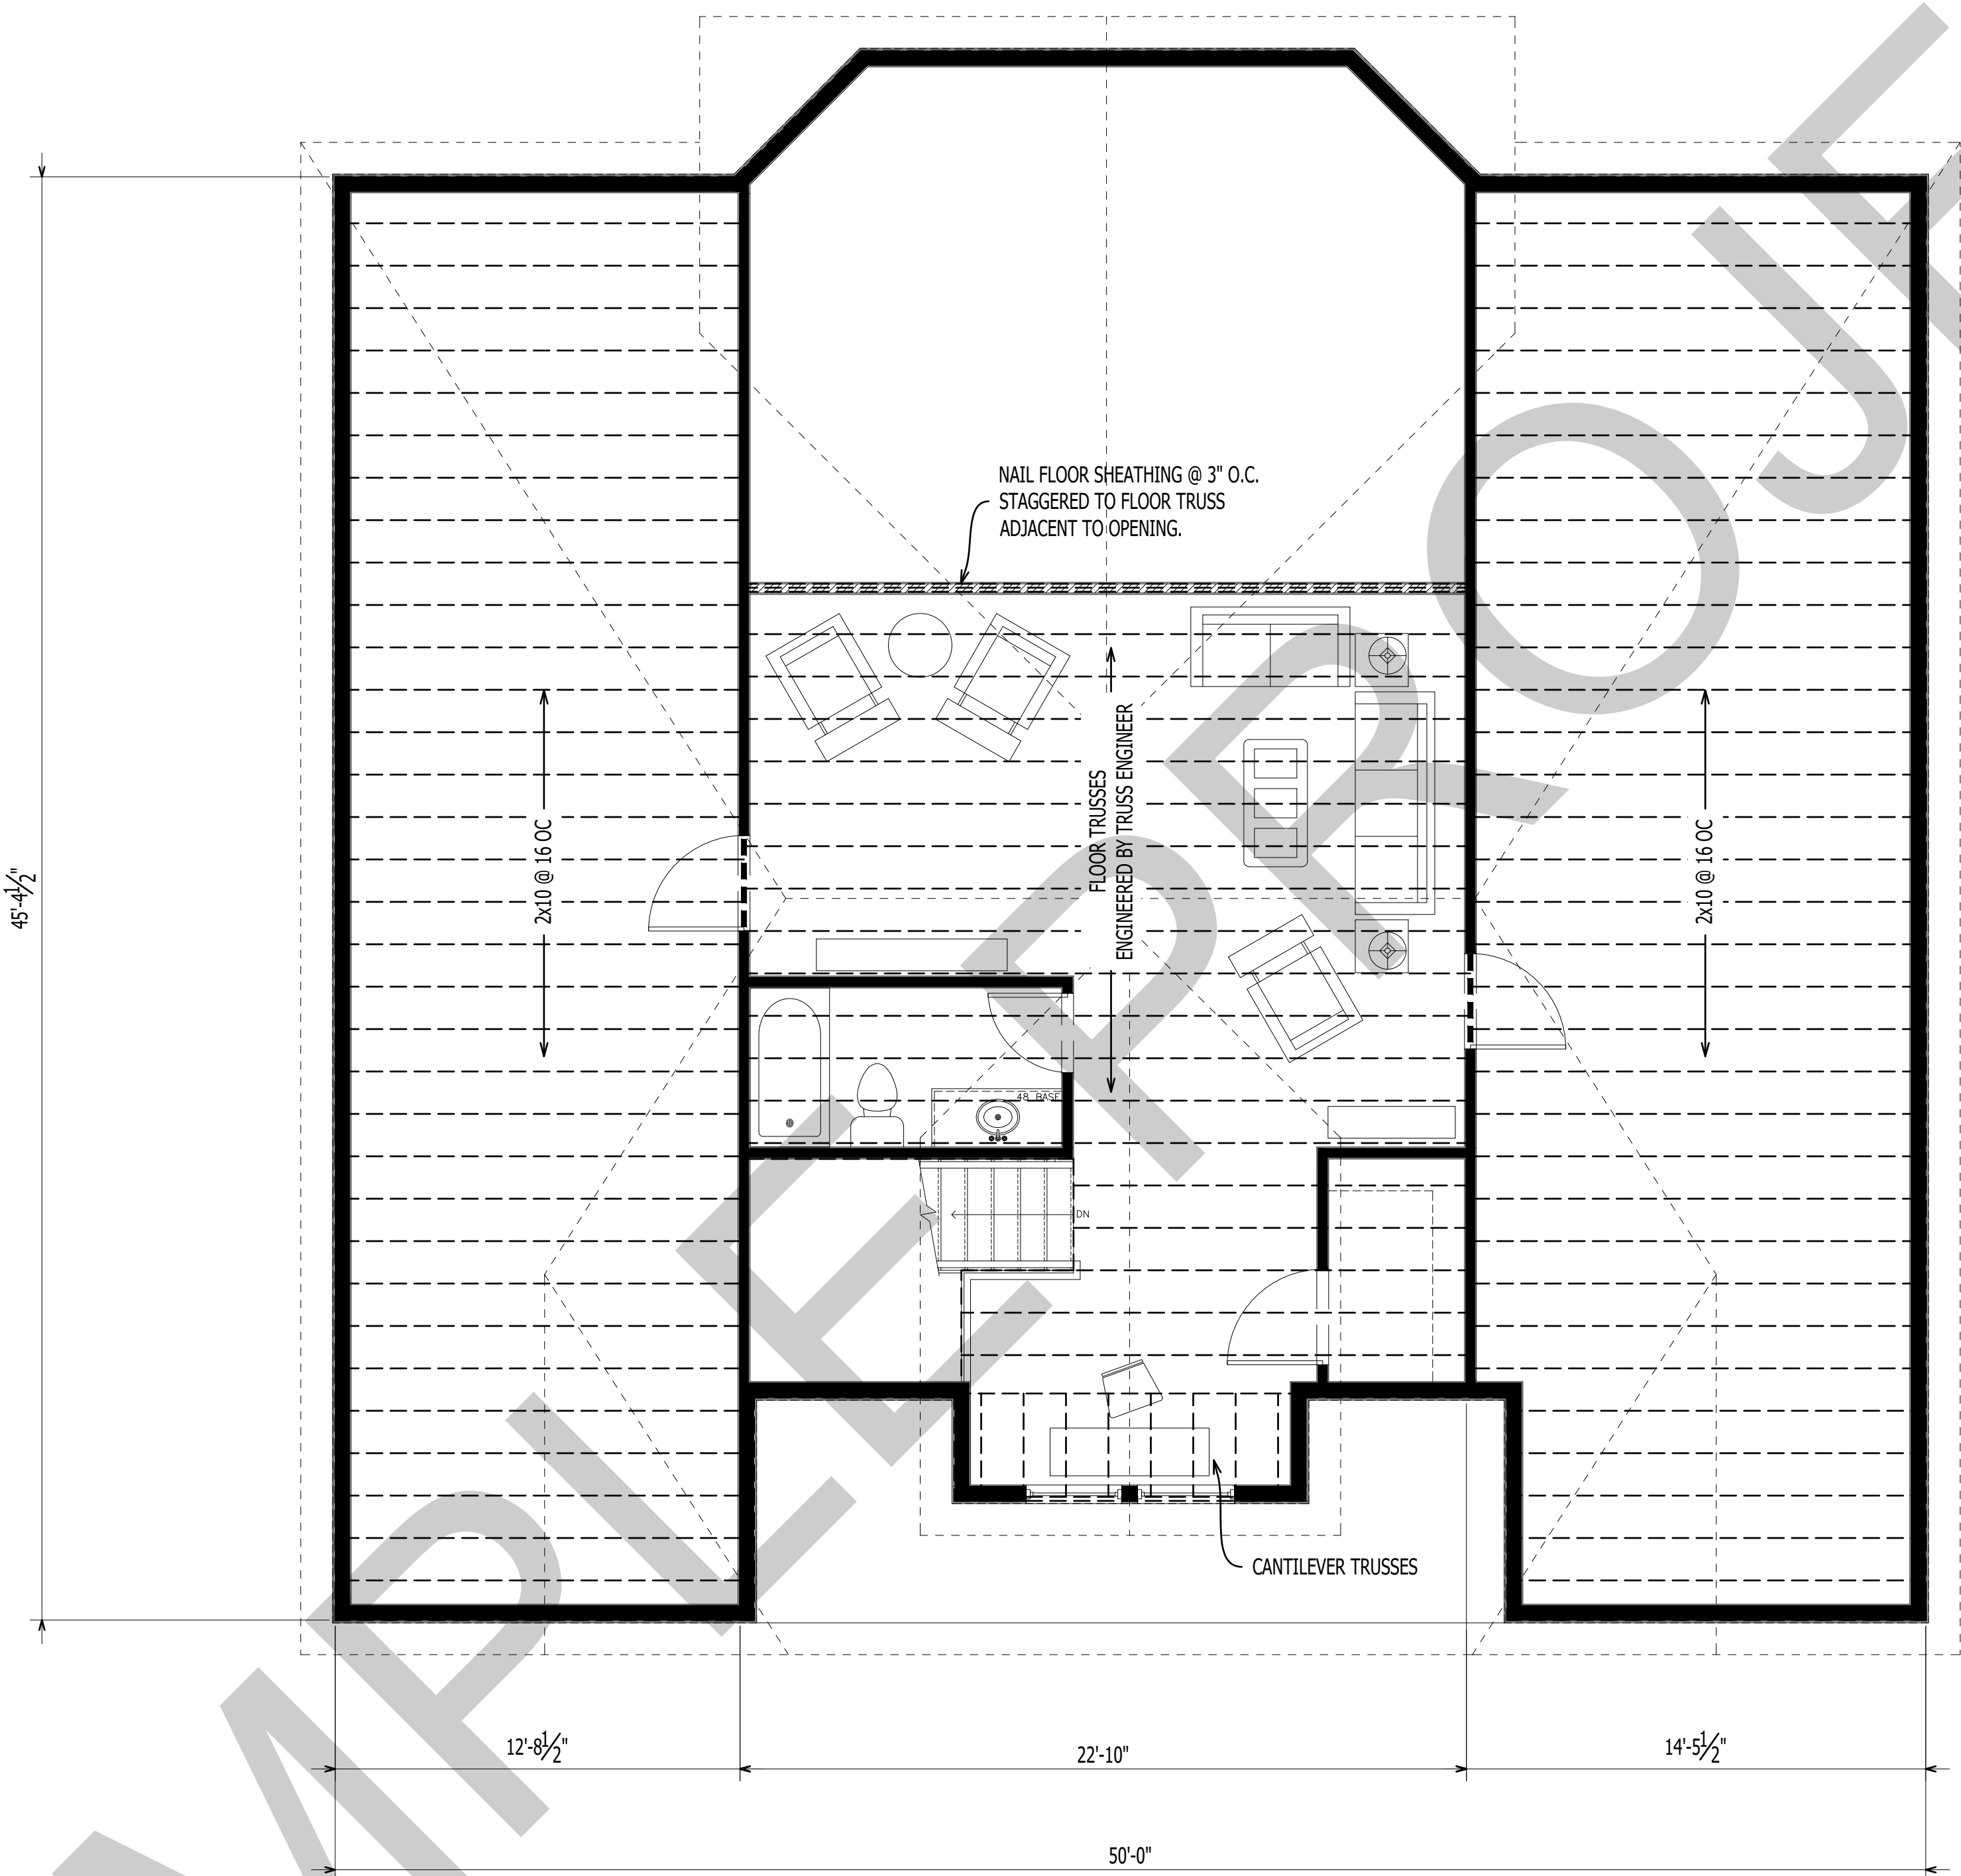 NAIL FLOOR SHEATHING @ 3" O.C.
STAGGERED TO FLOOR TRUSS
ADJACENT TO OPENING.
FLOOR TRUSSES
ENGINEERED BY TRUSS ENGINEER
2x10 @ 16 OC
2x10 @ 16 OC
45'-4½"
48 BASE
DN
CANTILEVER TRUSSES
12'-8½"
22'-10"
14'-5½"
50'-0"
MPLE PROJE